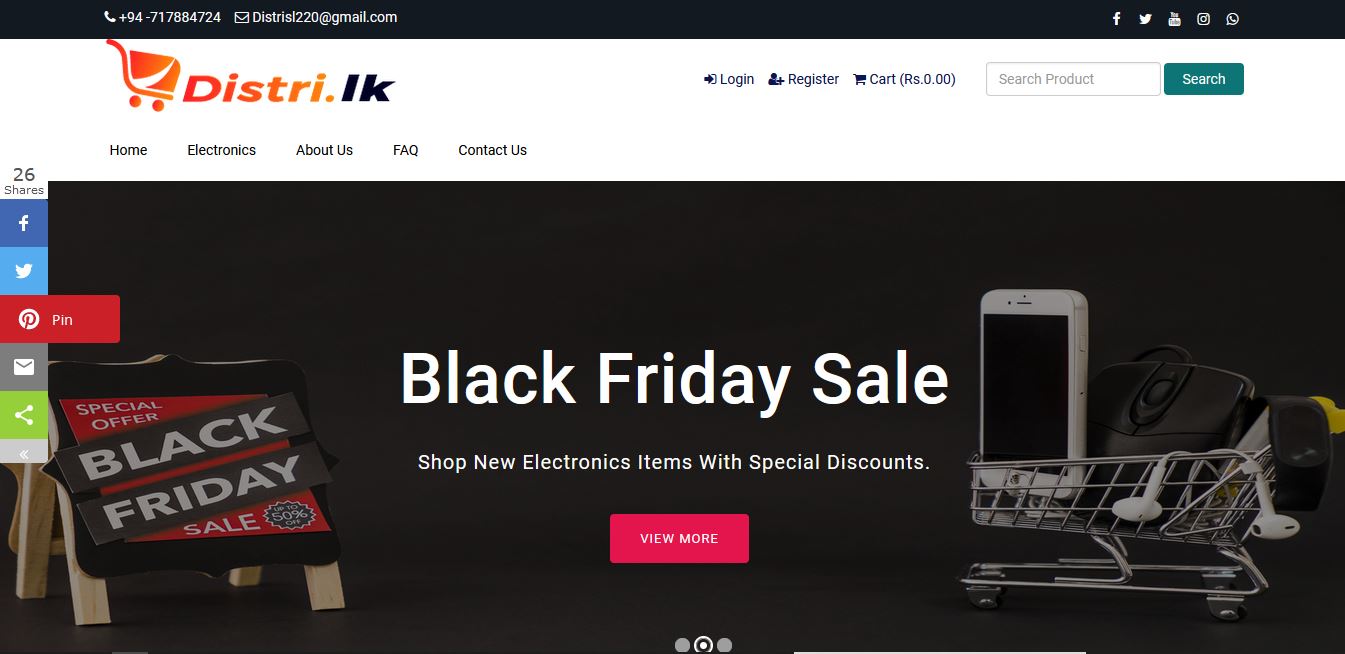 +94 -717884724 Distrisl220@gmail.com
Distri.lk
Login Register Cart (Rs.0.00) Search Product Search
Home Electronics About Us FAQ Contact Us
26
Shares
Pin
Black Friday Sale
Shop New Electronics Items With Special Discounts.
VIEW MORE
SPECIAL
OFFER
BLACK
FRIDAY
SALE
UP TO
50%
OFF